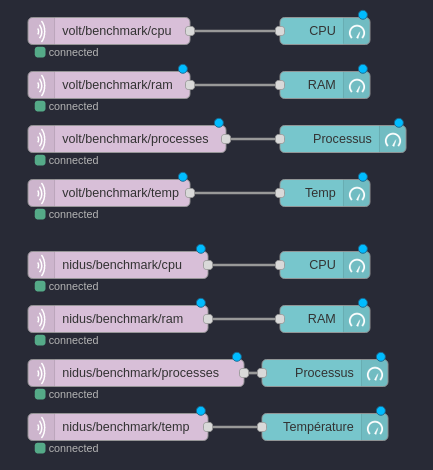 volt/benchmark/cpu CPU
connected
volt/benchmark/ram RAM
connected
volt/benchmark/processes Processus
connected
volt/benchmark/temp Temp
connected
nidus/benchmark/cpu CPU
connected
nidus/benchmark/ram RAM
connected
nidus/benchmark/processes Processus
connected
nidus/benchmark/temp Température
connected